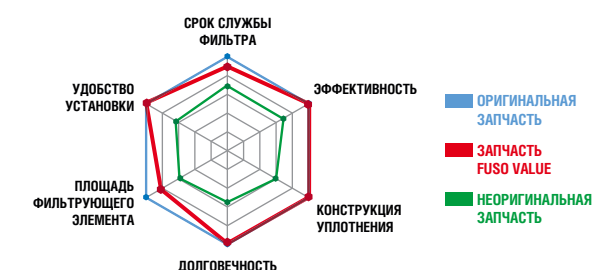 СРОК СЛУЖБЫ
ФИЛЬТРА
ЭФФЕКТИВНОСТЬ
КОНСТРУКЦИЯ
УПЛОТНЕНИЯ
ДОЛГОВЕЧНОСТЬ
ПЛОЩАДЬ
ФИЛЬТРУЮЩЕГО
ЭЛЕМЕНТА
УДОБСТВО
УСТАНОВКИ
ОРИГИНАЛЬНАЯ
ЗАПЧАСТЬ
ЗАПЧАСТЬ
FUSO VALUE
НЕОРИГИНАЛЬНАЯ
ЗАПЧАСТЬ